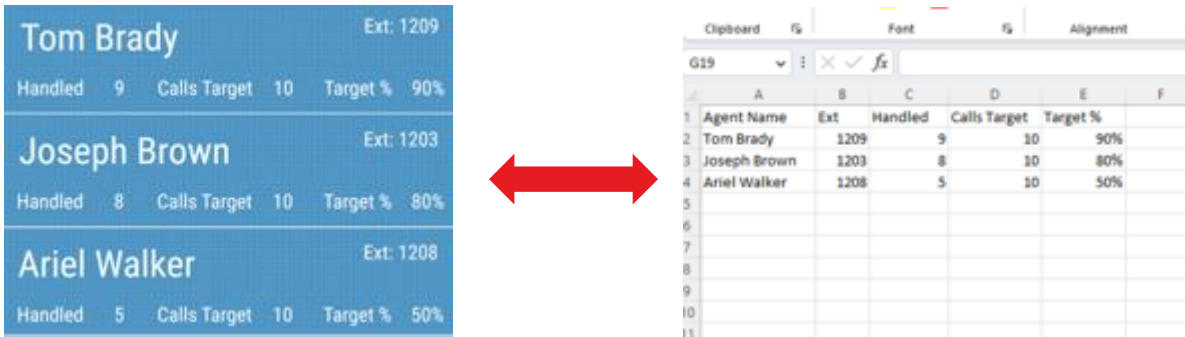 Tom Brady Ext: 1209
Handled 9 Calls Target 10 Target % 90%
Joseph Brown Ext: 1203
Handled 8 Calls Target 10 Target % 80%
Ariel Walker Ext: 1208
Handled 5 Calls Target 10 Target % 50%
Clipboard Font Alignment
G19 fx
A B C D E F
1 Agent Name Ext Handled Calls Target Target %
2 Tom Brady 1209 9 10 90%
3 Joseph Brown 1203 8 10 80%
4 Ariel Walker 1208 5 10 50%
5
6
7
8
9
10
11